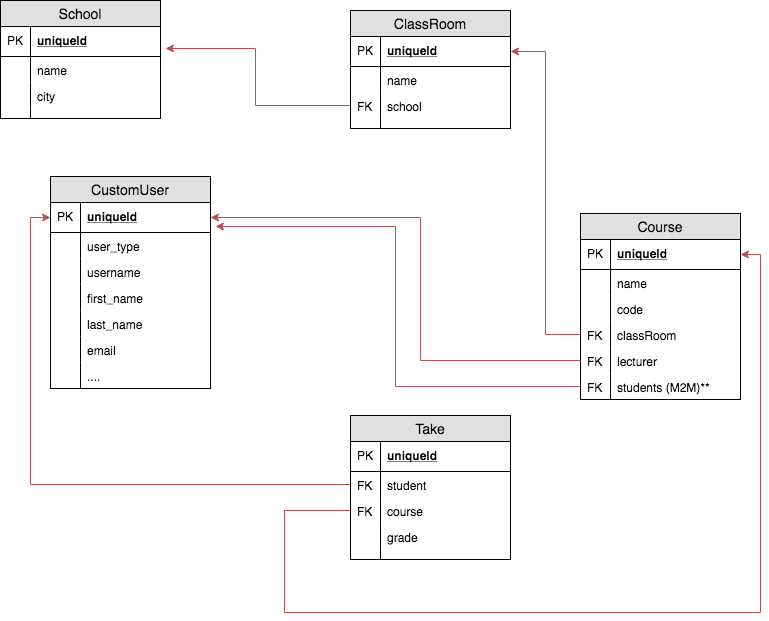 School
PK uniqueId
name
city
ClassRoom
PK uniqueId
name
FK school
CustomUser
PK uniqueId
user_type
username
first_name
last_name
email
....
Course
PK uniqueId
name
code
FK classRoom
FK lecturer
FK students (M2M)**
Take
PK uniqueId
FK student
FK course
grade